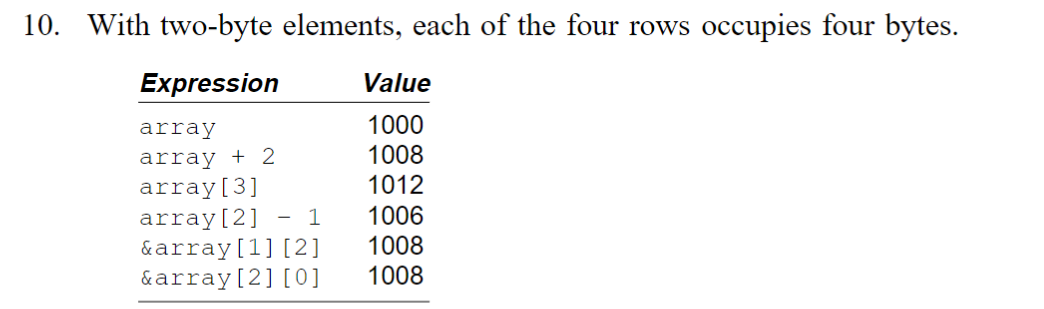 10. With two-byte elements, each of the four rows occupies four bytes.
Expression Value
array 1000
array + 2 1008
array[3] 1012
array[2] - 1 1006
&array[1][2] 1008
&array[2][0] 1008